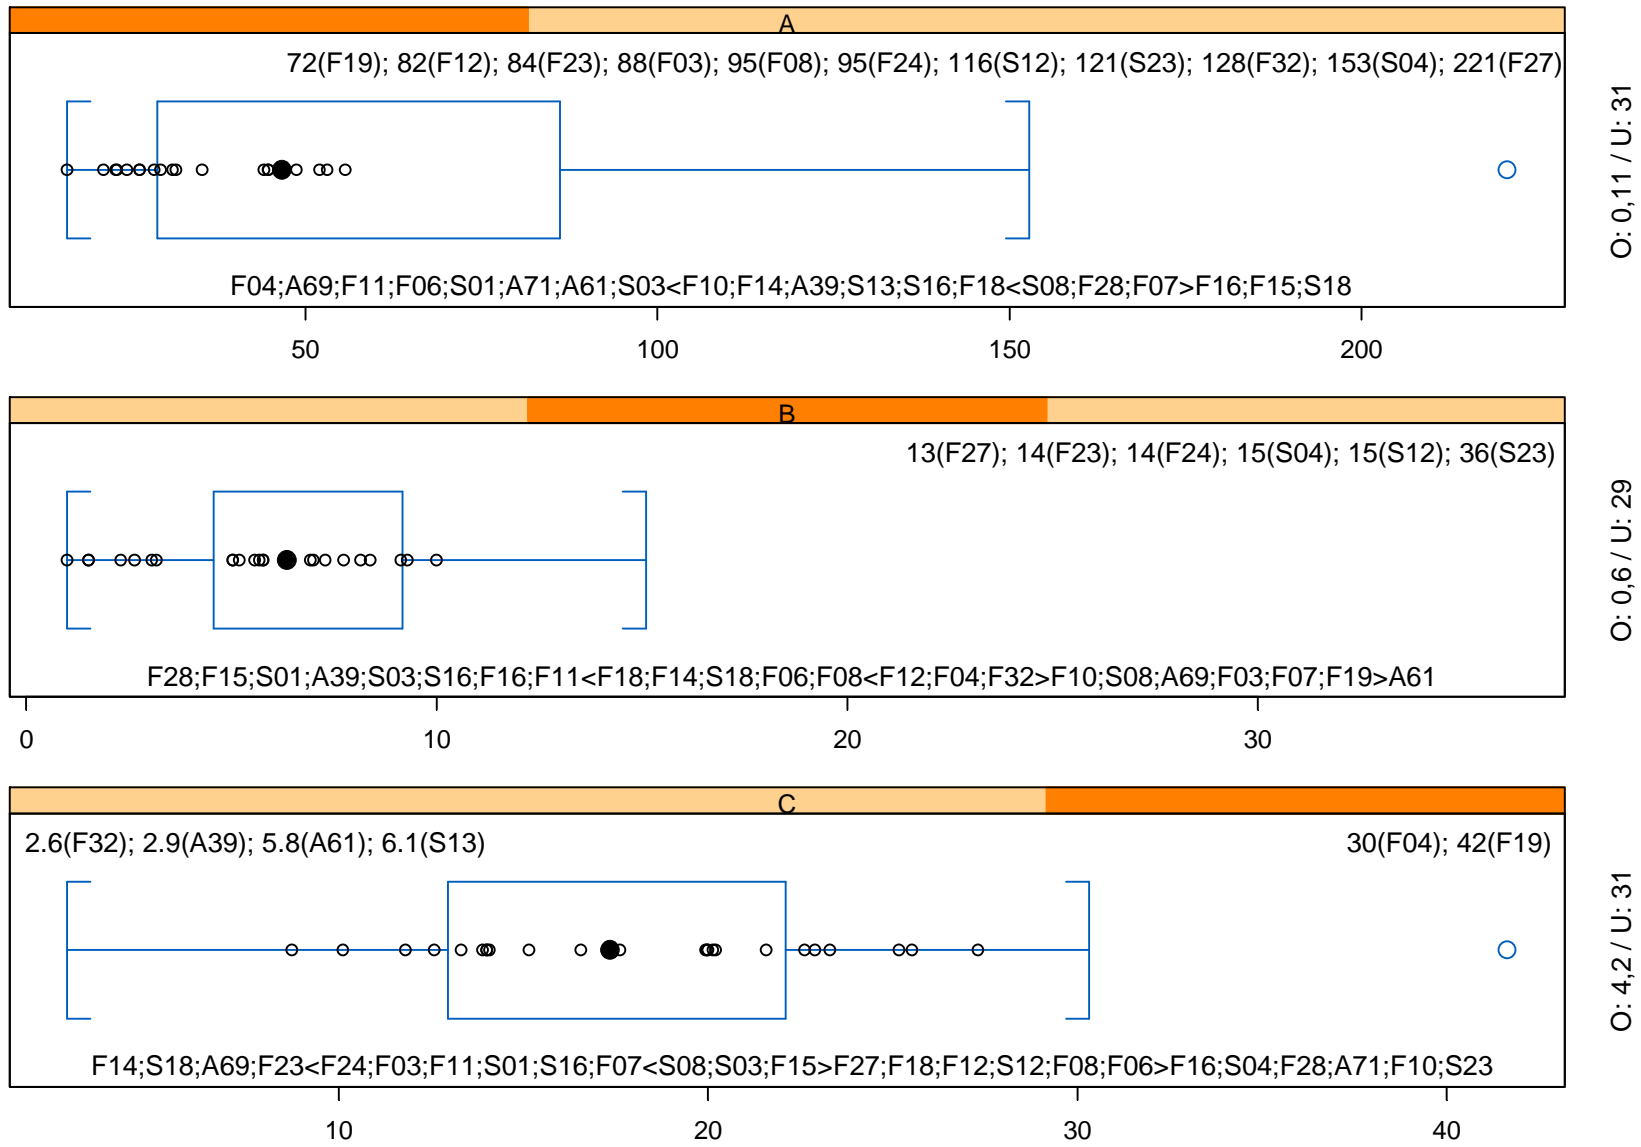 A
72(F19); 82(F12); 84(F23); 88(F03); 95(F08); 95(F24); 116(S12); 121(S23); 128(F32); 153(S04); 221(F27)
F04;A69;F11;F06;S01;A71;A61;S03<F10;F14;A39;S13;S16;F18<S08;F28;F07>F16;F15;S18
50 100 150 200
O: 0,11 / U: 31
B
13(F27); 14(F23); 14(F24); 15(S04); 15(S12); 36(S23)
F28;F15;S01;A39;S03;S16;F16;F11<F18;F14;S18;F06;F08<F12;F04;F32>F10;S08;A69;F03;F07;F19>A61
0 10 20 30
O: 0,6 / U: 29
C
2.6(F32); 2.9(A39); 5.8(A61); 6.1(S13) 30(F04); 42(F19)
F14;S18;A69;F23<F24;F03;F11;S01;S16;F07<S08;S03;F15>F27;F18;F12;S12;F08;F06>F16;S04;F28;A71;F10;S23
10 20 30 40
O: 4,2 / U: 31